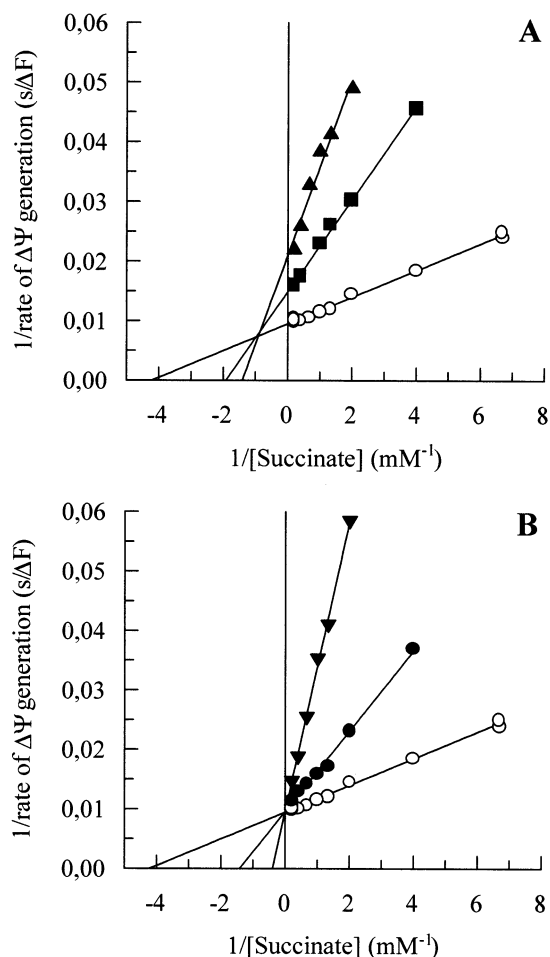 A
0,06
0,05
0,04
0,03
0,02
0,01
0,00
1/rate of ΔΨ generation (s/ΔF)
-4 -2 0 2 4 6 8
1/[Succinate] (mM⁻¹)
B
0,06
0,05
0,04
0,03
0,02
0,01
0,00
1/rate of ΔΨ generation (s/ΔF)
-4 -2 0 2 4 6 8
1/[Succinate] (mM⁻¹)